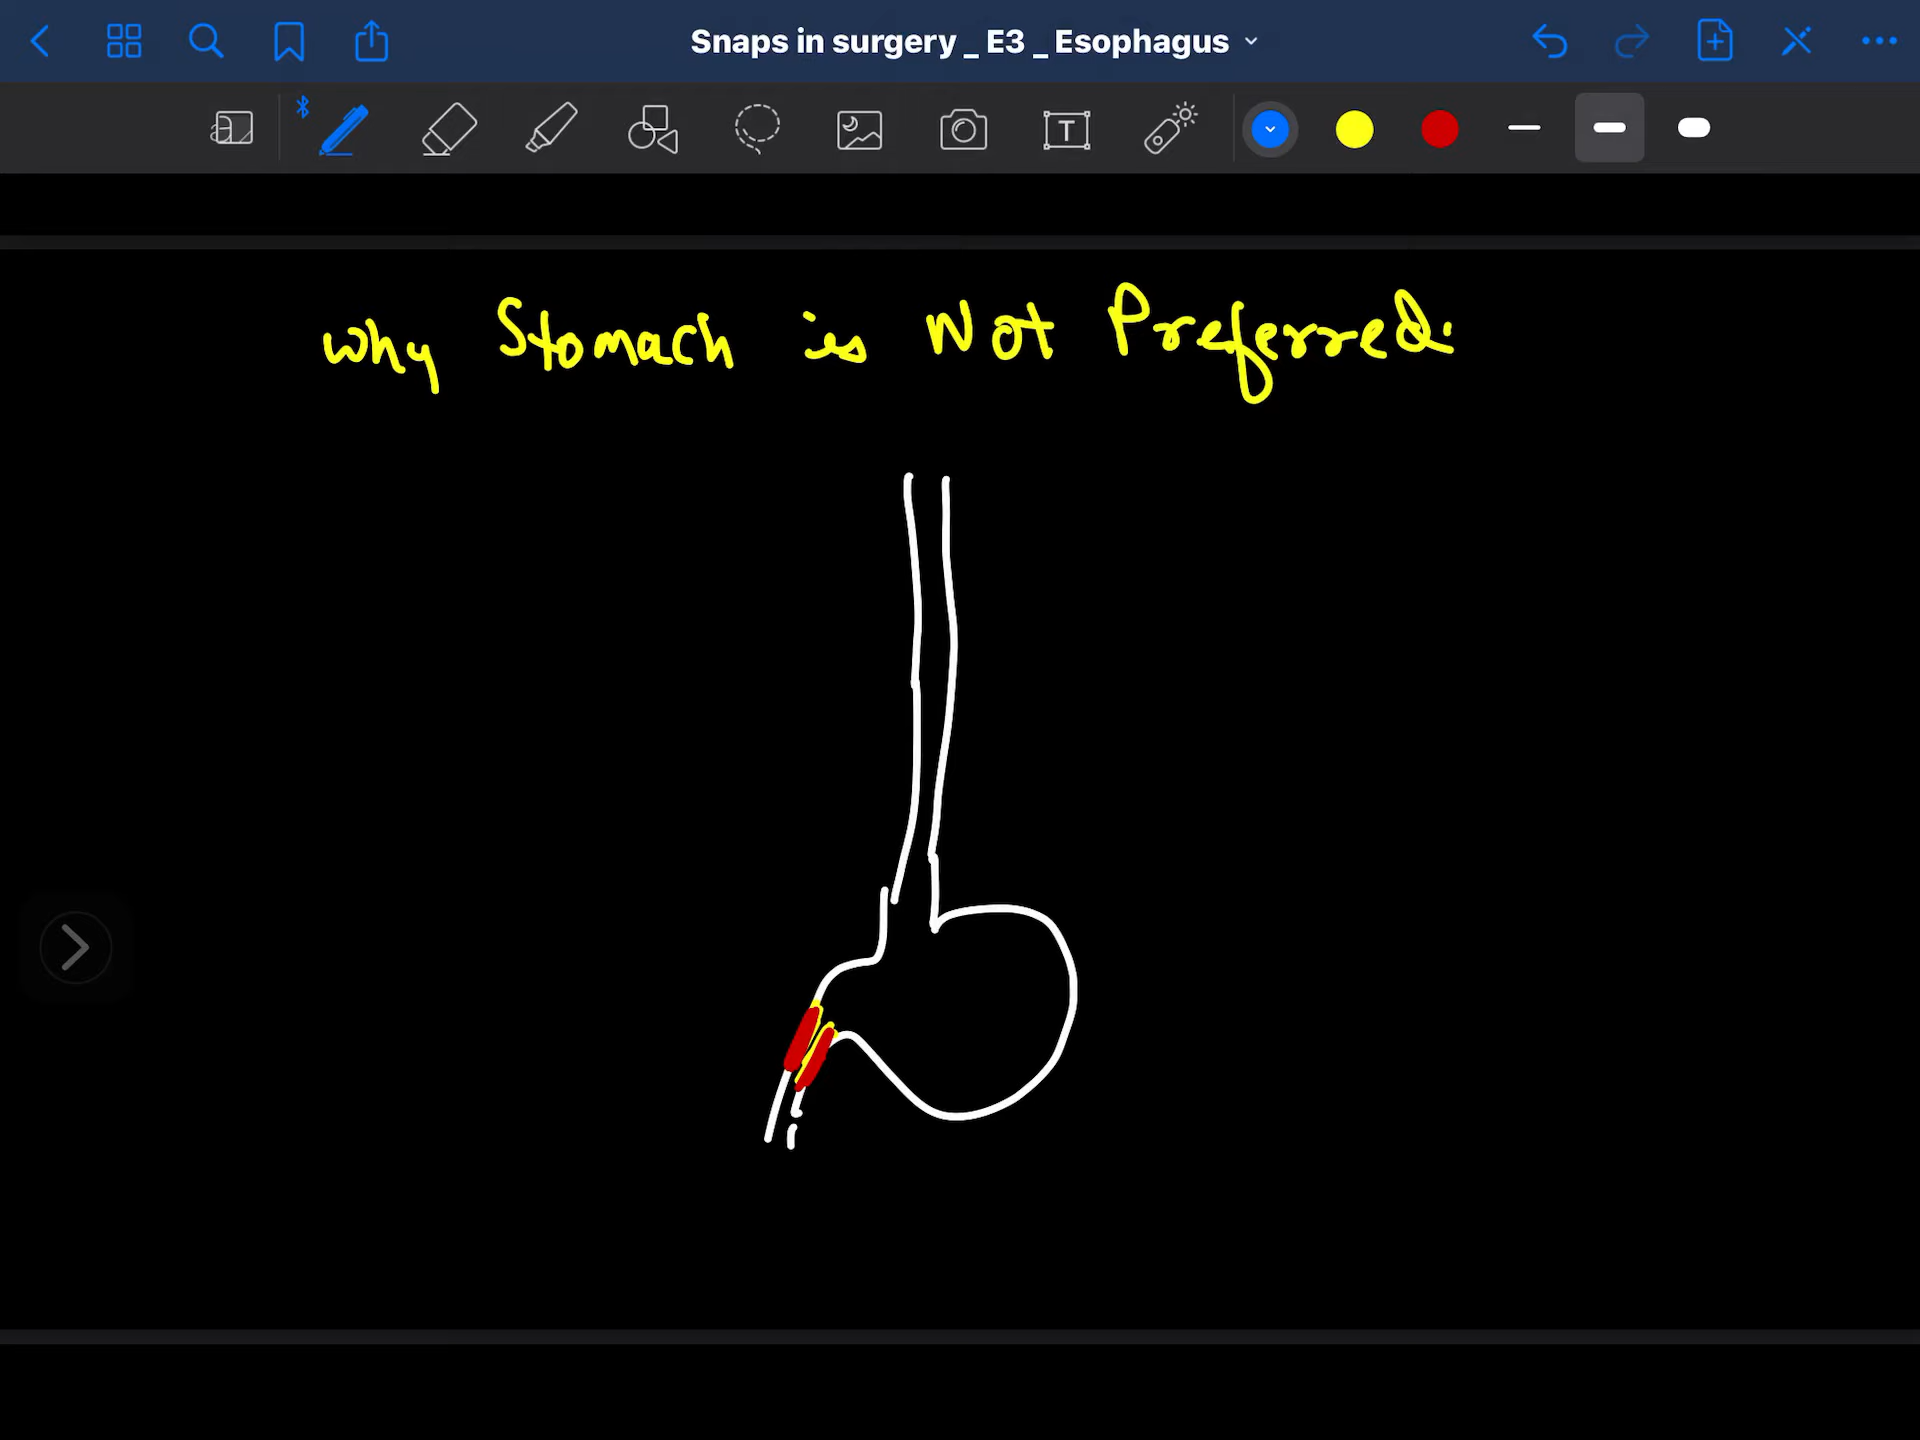 Snaps in surgery _ E3 _ Esophagus
T
why Stomach is Not Preferred.